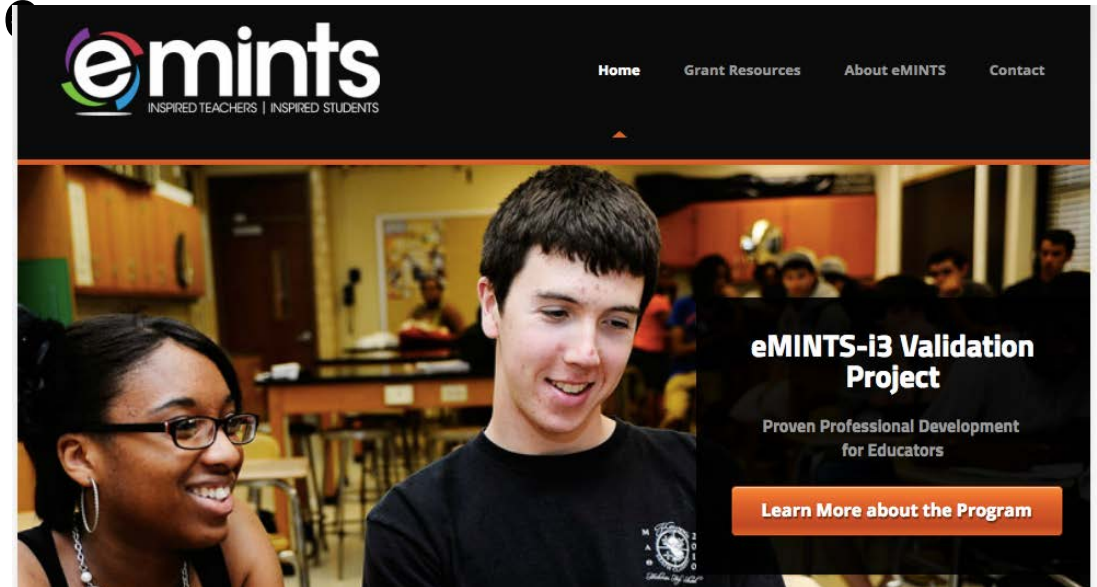 emints
INSPIRED TEACHERS | INSPIRED STUDENTS
Home Grant Resources About eMINTS Contact
eMINTS-i3 Validation
Project
Proven Professional Development
for Educators
Learn More about the Program
2010